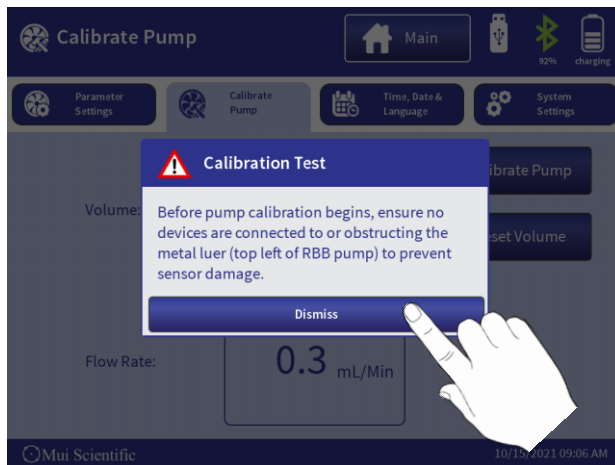 Calibrate Pump
Main
92%
charging
Parameter
Settings
Calibrate
Pump
Time, Date &
Language
System
Settings
Calibration Test
Before pump calibration begins, ensure no
devices are connected to or obstructing the
metal luer (top left of RBB pump) to prevent
sensor damage.
Dismiss
Volume:
Pump
Volume
Flow Rate:
0.3 mL/Min
Mui Scientific
10/15/2021 09:06 AM